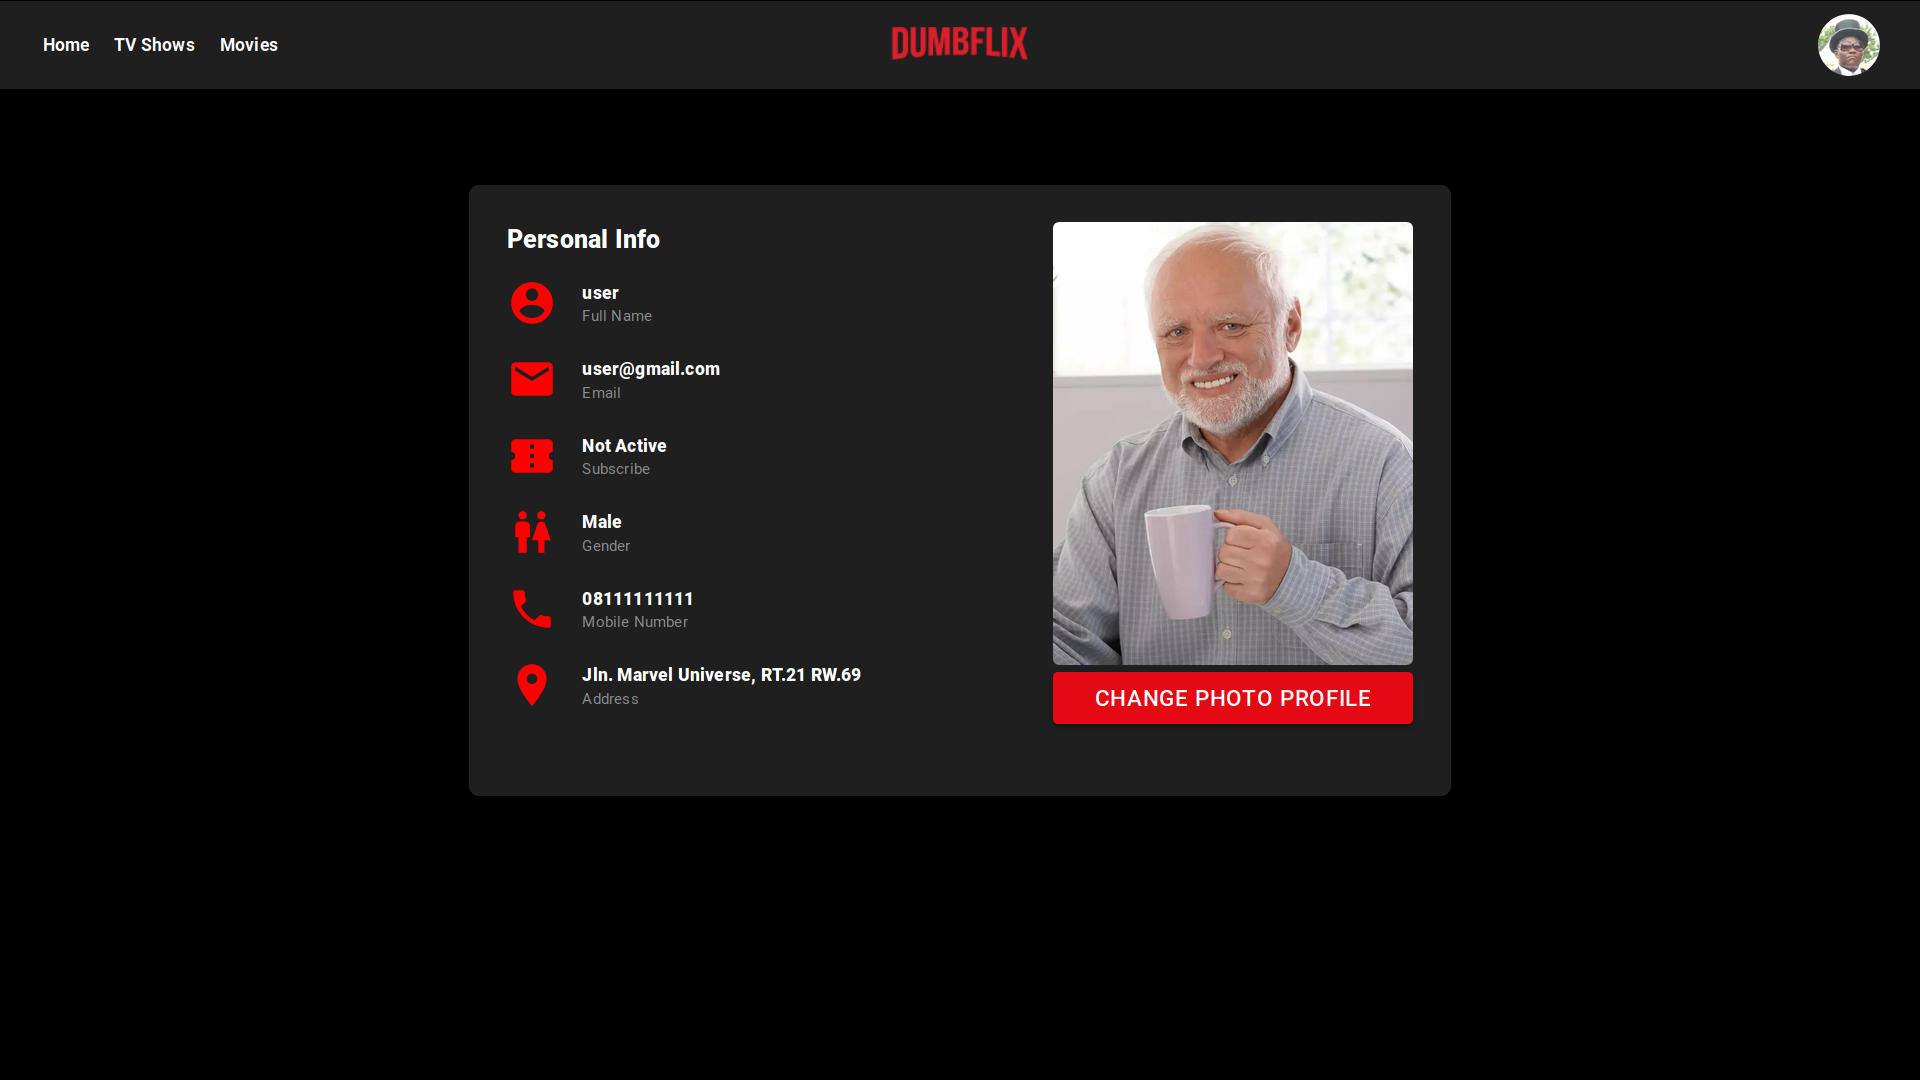 Home TV Shows Movies
DUMBFLIX
Personal Info
user
Full Name
user@gmail.com
Email
Not Active
Subscribe
Male
Gender
08111111111
Mobile Number
Jln. Marvel Universe, RT.21 RW.69
Address
CHANGE PHOTO PROFILE